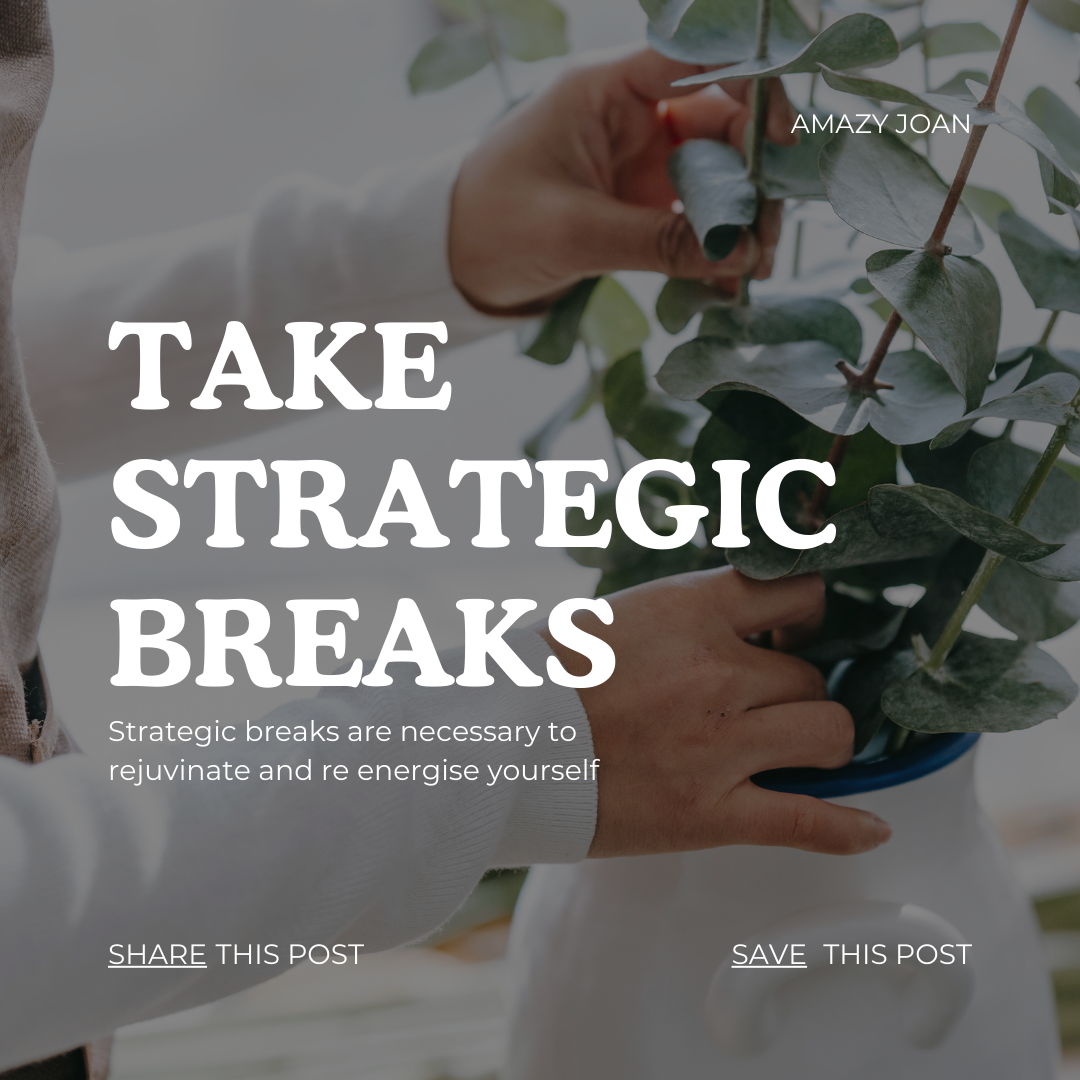 AMAZY JOAN
TAKE
STRATEGIC
BREAKS
Strategic breaks are necessary to
rejuvinate and re energise yourself
SHARE THIS POST
SAVE THIS POST